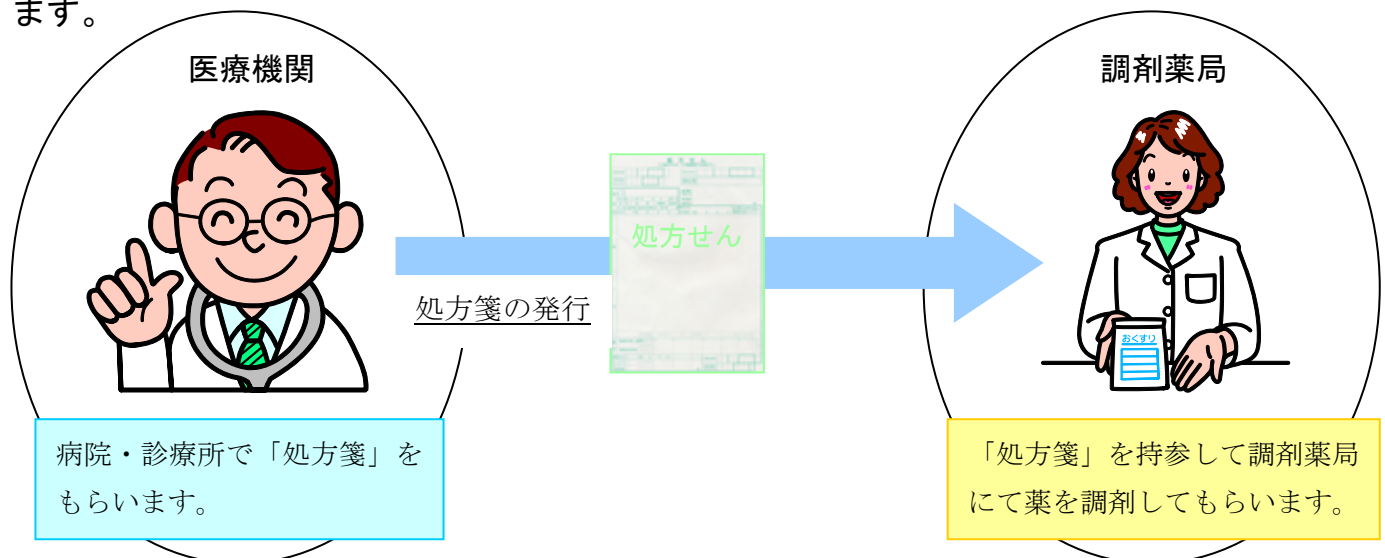 ます。
医療機関
調剤薬局
処方せん
処方箋の発行
おくすり
病院・診療所で「処方箋」を
もらいます。
「処方箋」を持参して調剤薬局
にて薬を調剤してもらいます。